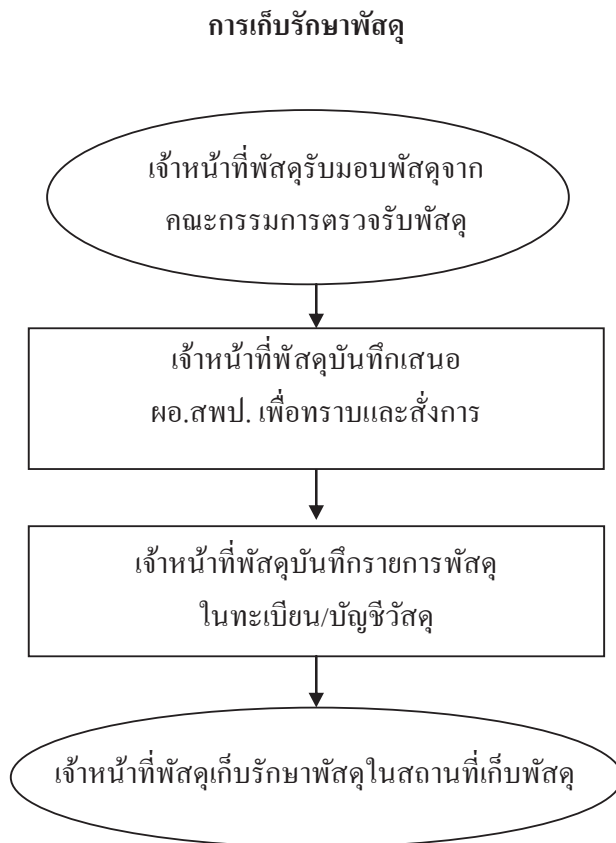 การเก็บรักษาพัสดุ
เจ้าหน้าที่พัสดุรับมอบพัสดุจาก
คณะกรรมการตรวจรับพัสดุ
เจ้าหน้าที่พัสดุบันทึกเสนอ
ผอ.สพป. เพื่อทราบและสั่งการ
เจ้าหน้าที่พัสดุบันทึกรายการพัสดุ
ในทะเบียน/บัญชีวัสดุ
เจ้าหน้าที่พัสดุเก็บรักษาพัสดุในสถานที่เก็บพัสดุ